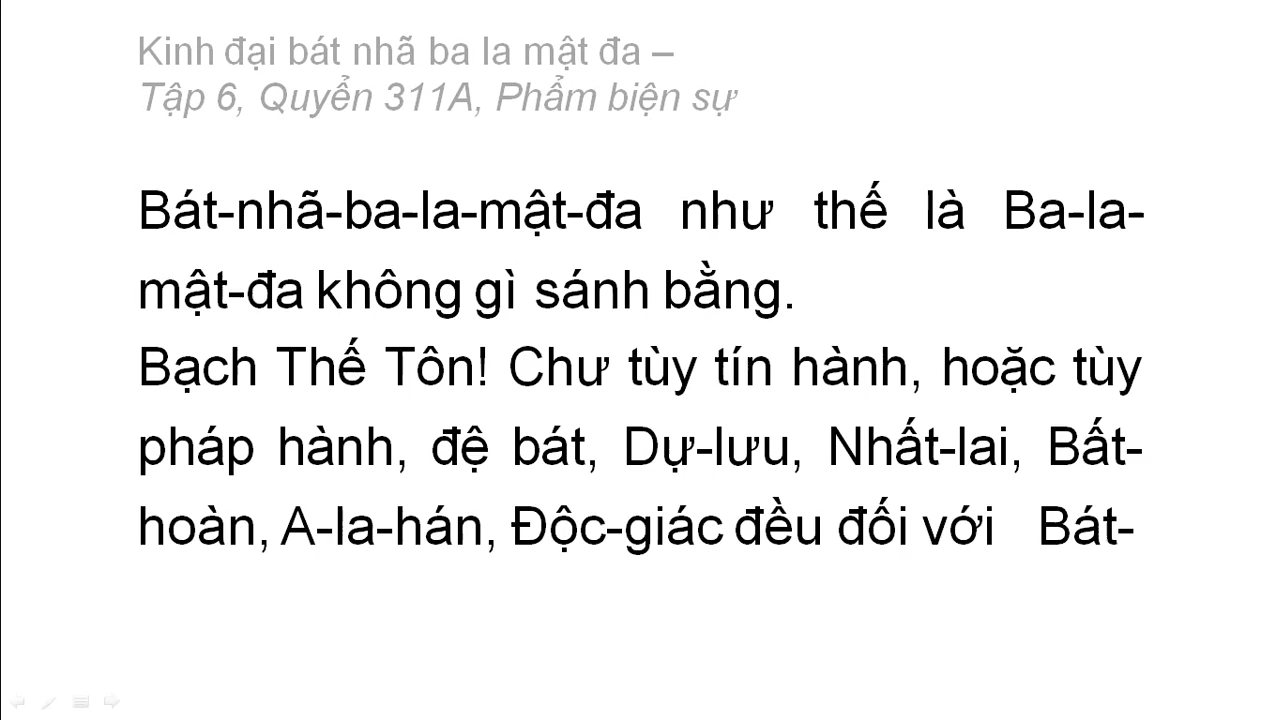 Kinh đại bát nhã ba la mật đa –
Tập 6, Quyển 311A, Phẩm biện sự
Bát-nhã-ba-la-mật-đa như thế là Ba-la-
mật-đa không gì sánh bằng.
Bạch Thế Tôn! Chư tùy tín hành, hoặc tùy
pháp hành, đệ bát, Dự-lưu, Nhất-lai, Bất-
hoàn, A-la-hán, Độc-giác đều đối với Bát-